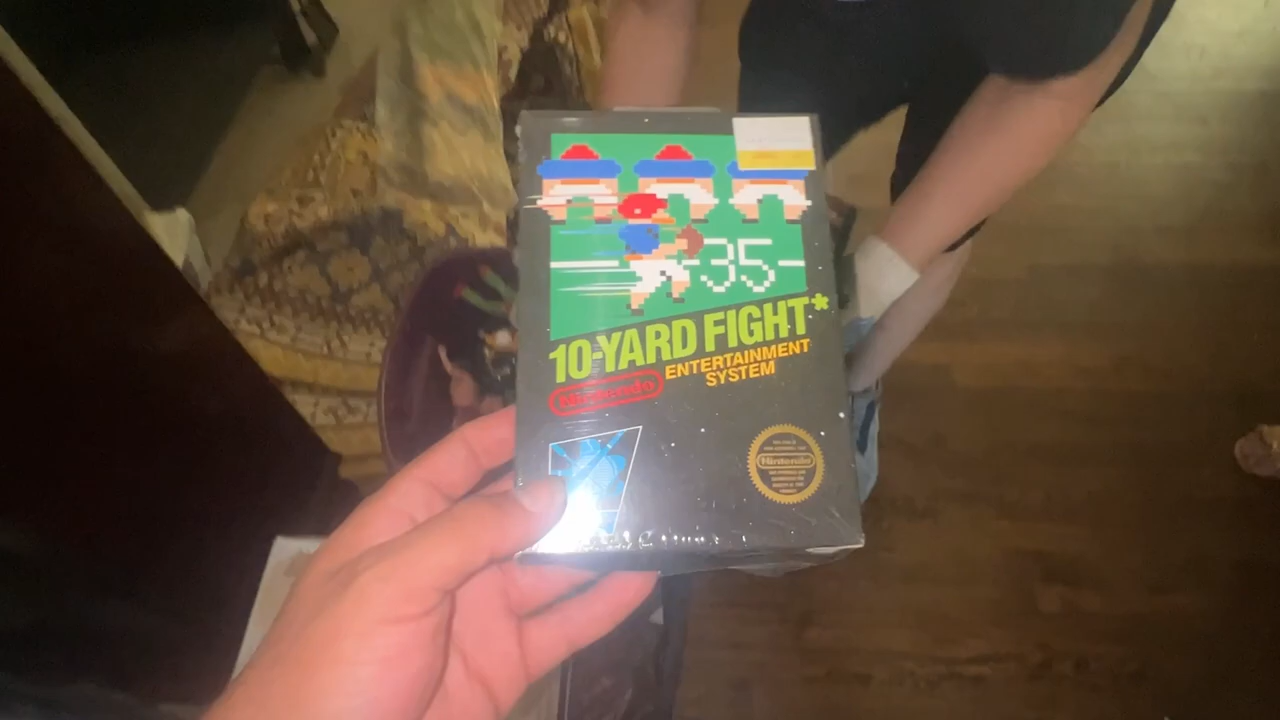 35
10-YARD FIGHT*
Nintendo
ENTERTAINMENT
SYSTEM
Nintendo